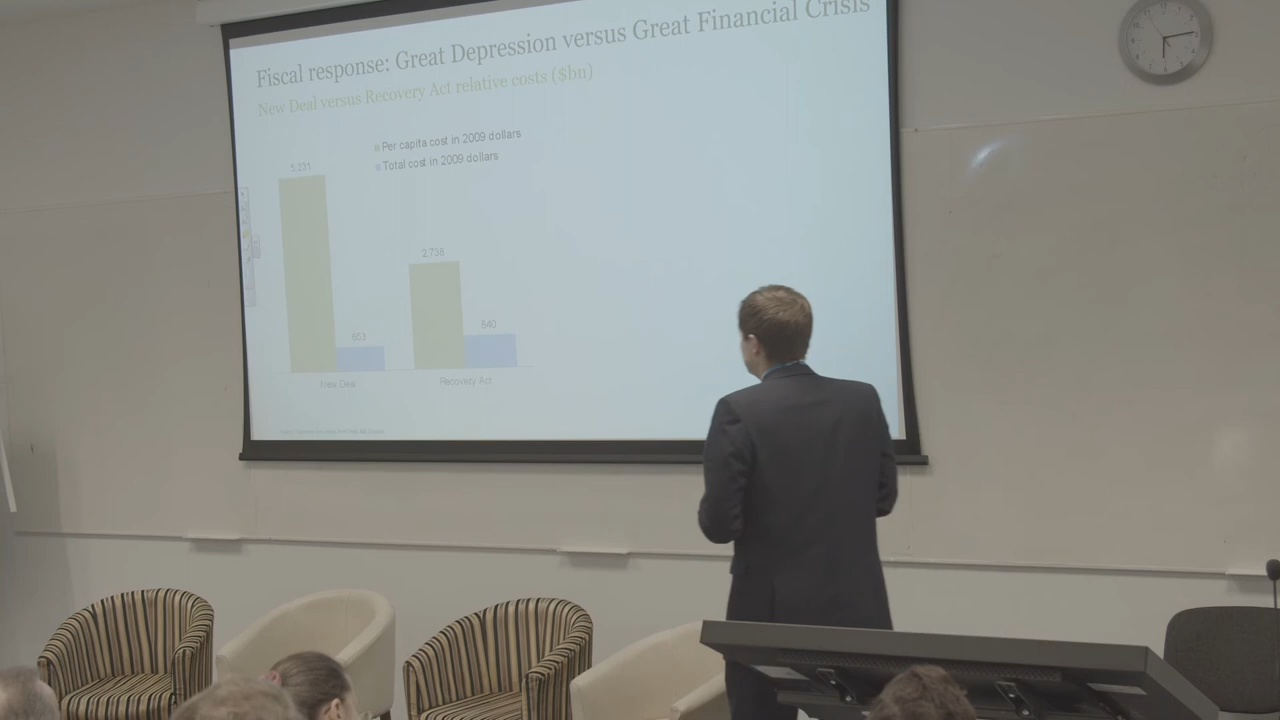 Fiscal response: Great Depression versus Great Financial Crisis
New Deal versus Recovery Act relative costs ($bn)
Per capita cost in 2009 dollars
Total cost in 2009 dollars
5,231
2,738
653
840
New Deal
Recovery Act